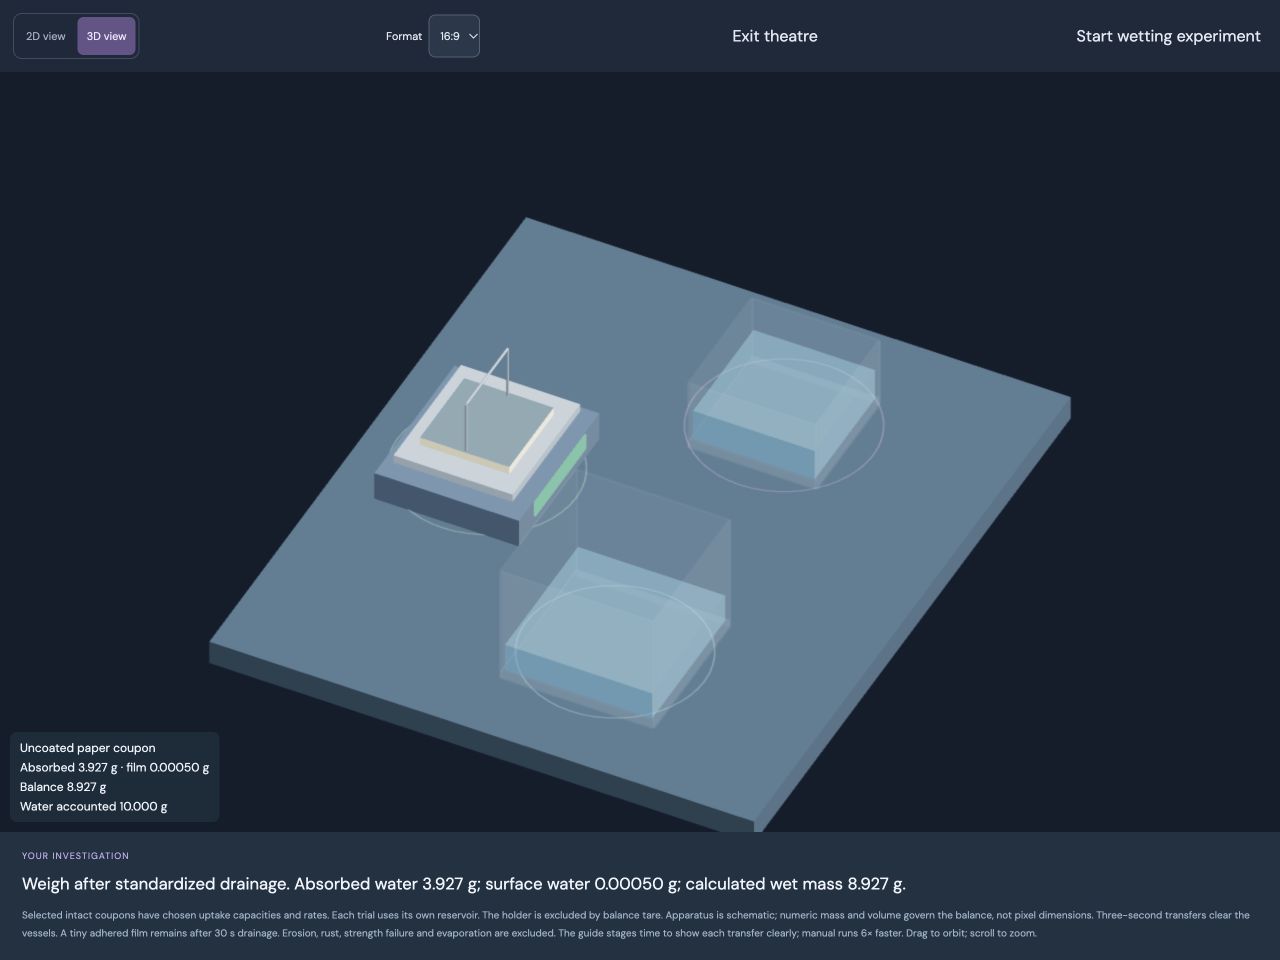 2D view
3D view
Format
16:9
Exit theatre
Start wetting experiment
Uncoated paper coupon
Absorbed 3.927 g · film 0.00050 g
Balance 8.927 g
Water accounted 10.000 g
YOUR INVESTIGATION
Weigh after standardized drainage. Absorbed water 3.927 g; surface water 0.00050 g; calculated wet mass 8.927 g.
Selected intact coupons have chosen uptake capacities and rates. Each trial uses its own reservoir. The holder is excluded by balance tare. Apparatus is schematic; numeric mass and volume govern the balance, not pixel dimensions. Three-second transfers clear the
vessels. A tiny adhered film remains after 30 s drainage. Erosion, rust, strength failure and evaporation are excluded. The guide stages time to show each transfer clearly; manual runs 6× faster. Drag to orbit; scroll to zoom.